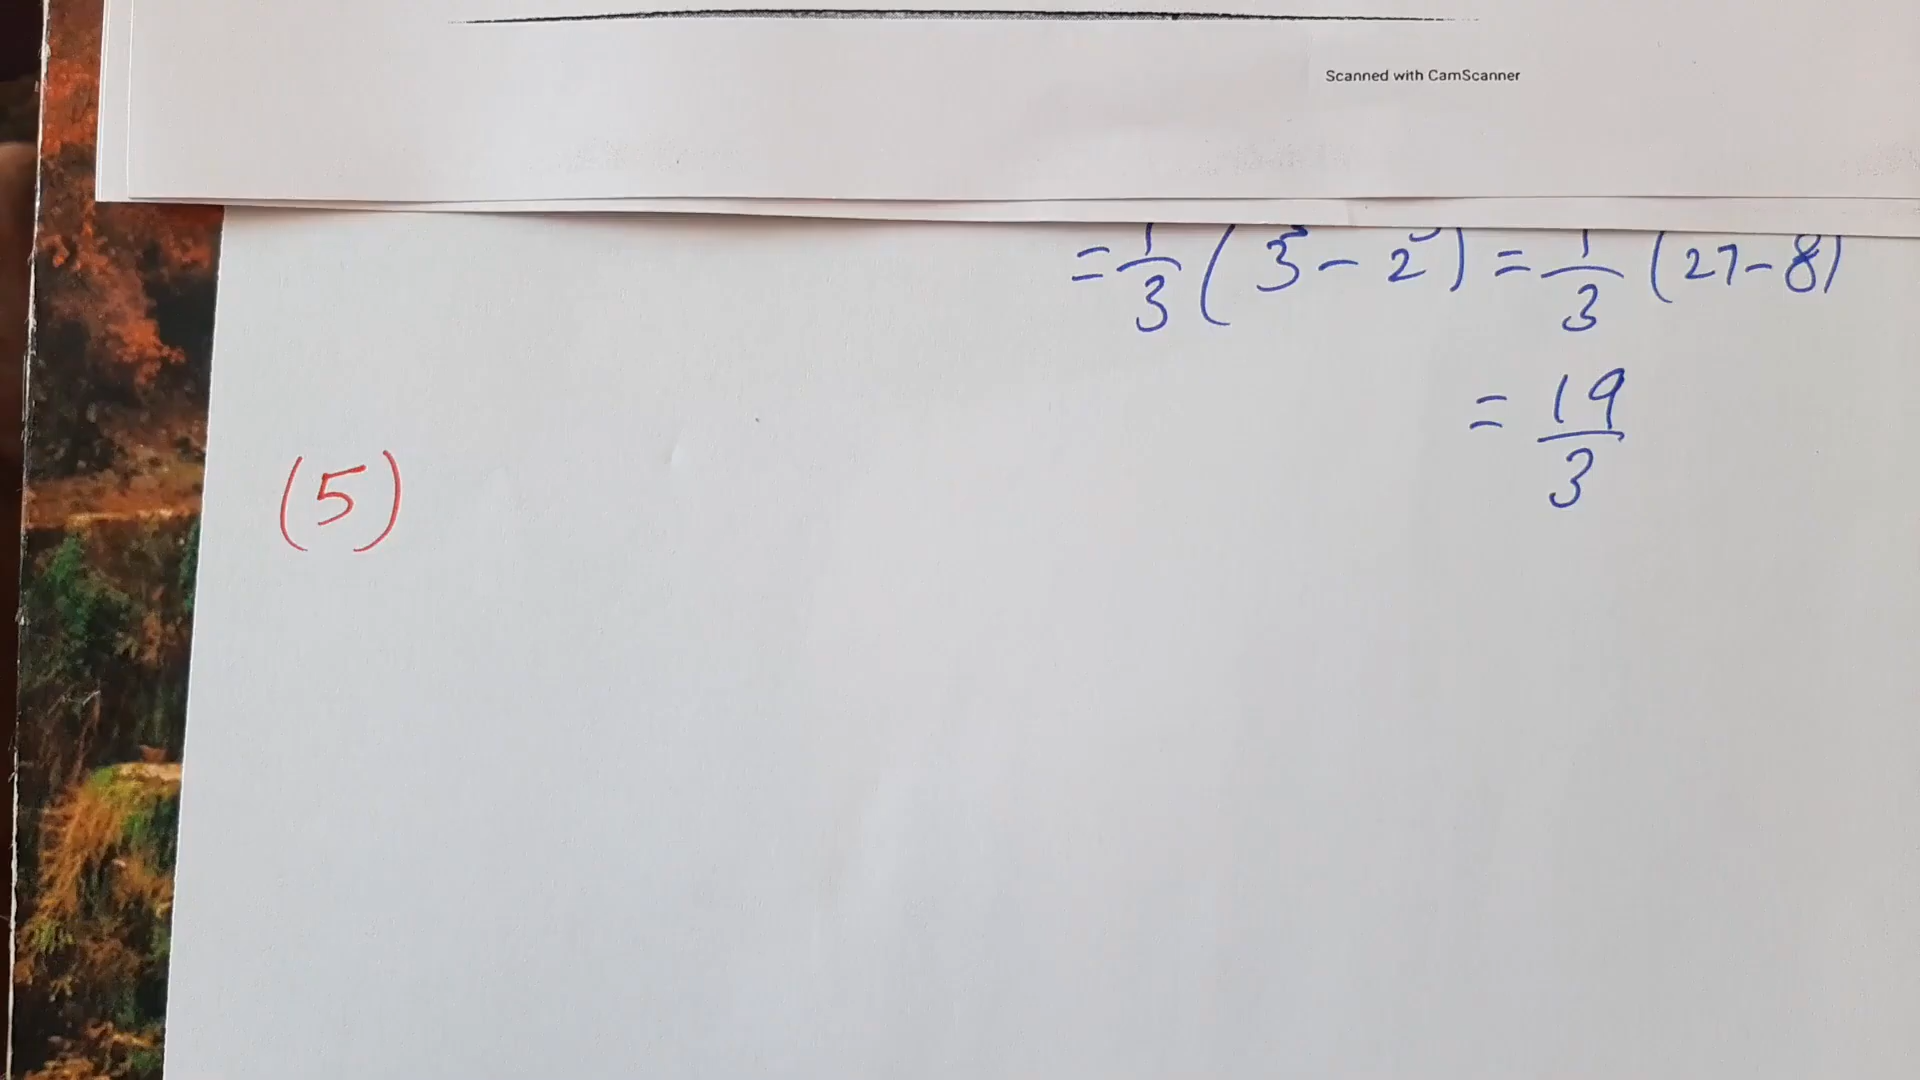 Scanned with CamScanner
= 1/3 ( 3³ - 2³ ) = 1/3 (27-8)
= 19/3
(5)